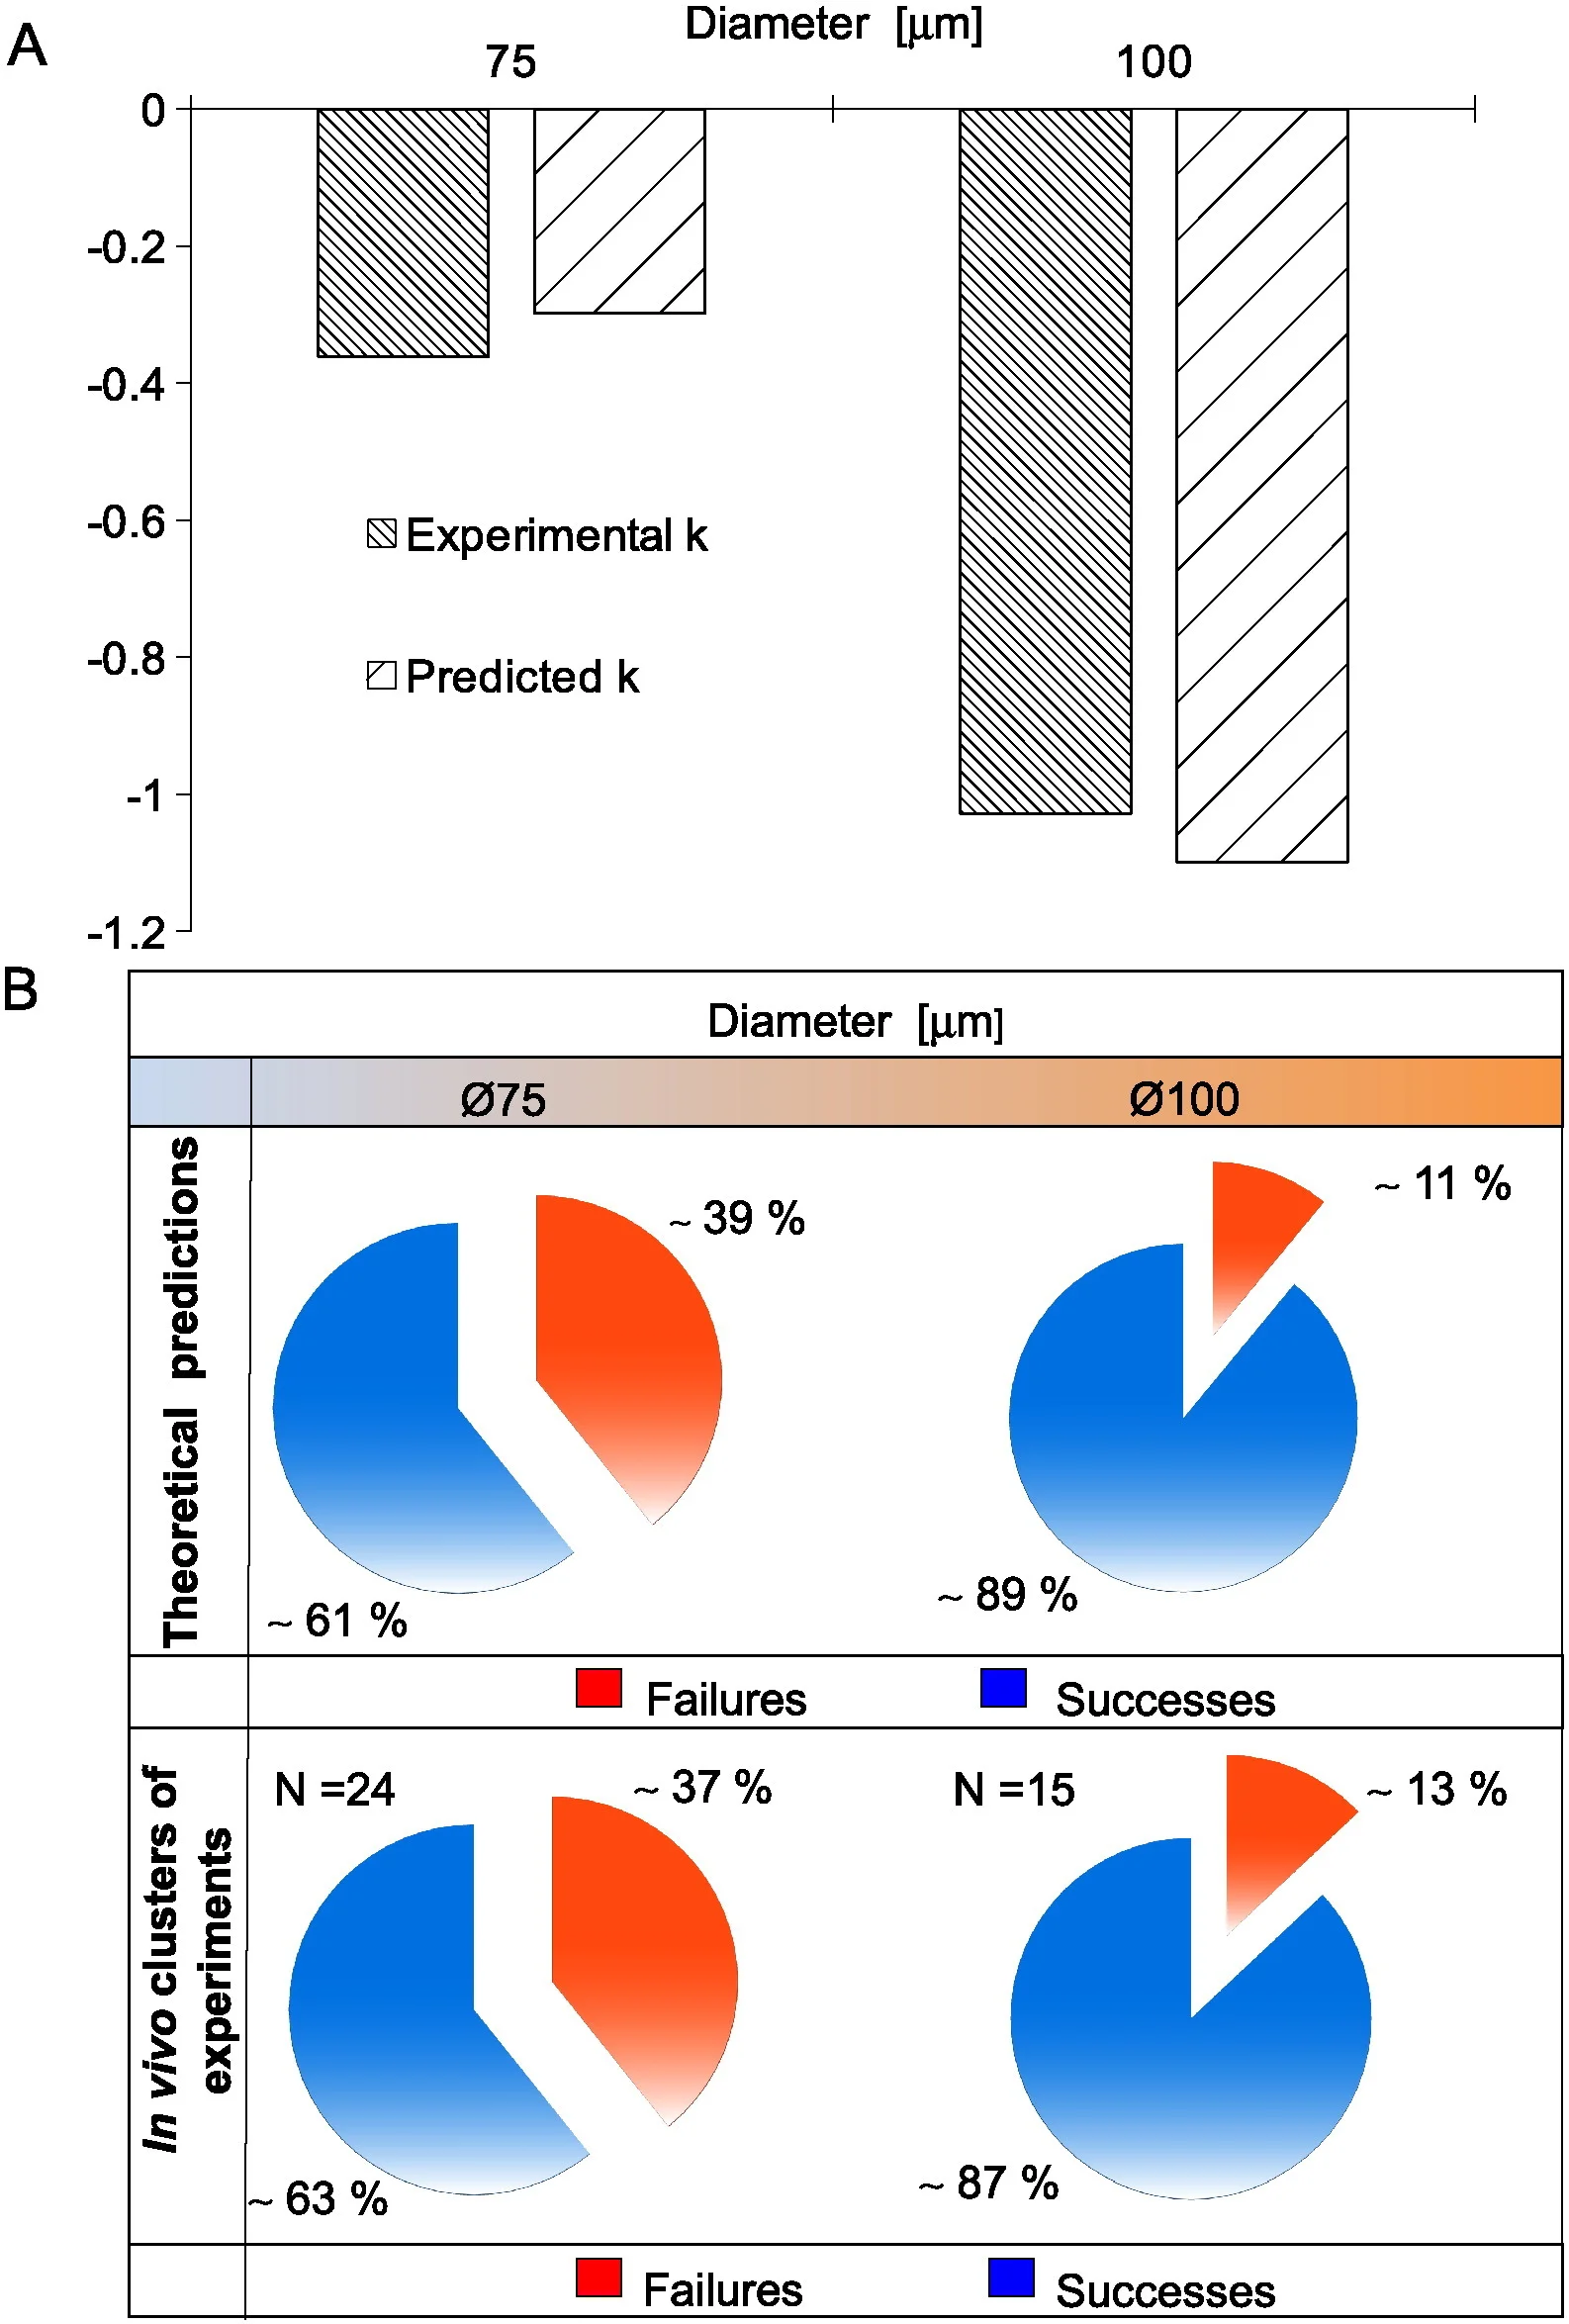 A
Diameter [µm]
75 100
0
-0.2
-0.4
-0.6
-0.8
-1
-1.2
Experimental k
Predicted k
B
Diameter [µm]
Ø75 Ø100
Theoretical predictions
~ 39 %
~ 61 %
~ 11 %
~ 89 %
Failures Successes
In vivo clusters of
experiments
N =24
~ 37 %
~ 63 %
N =15
~ 13 %
~ 87 %
Failures Successes